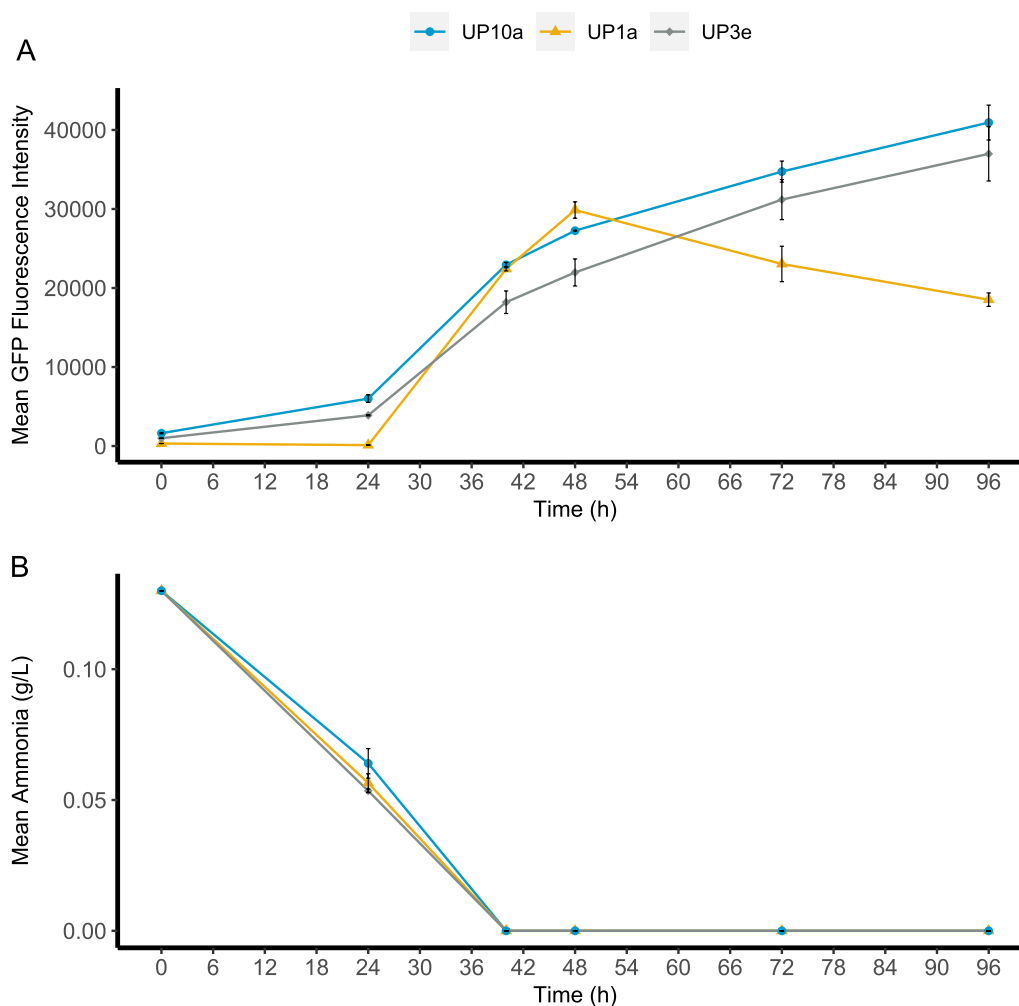 UP10a UP1a UP3e
A
Mean GFP Fluorescence Intensity
40000
30000
20000
10000
0
0 6 12 18 24 30 36 42 48 54 60 66 72 78 84 90 96
Time (h)
B
Mean Ammonia (g/L)
0.10
0.05
0.00
0 6 12 18 24 30 36 42 48 54 60 66 72 78 84 90 96
Time (h)